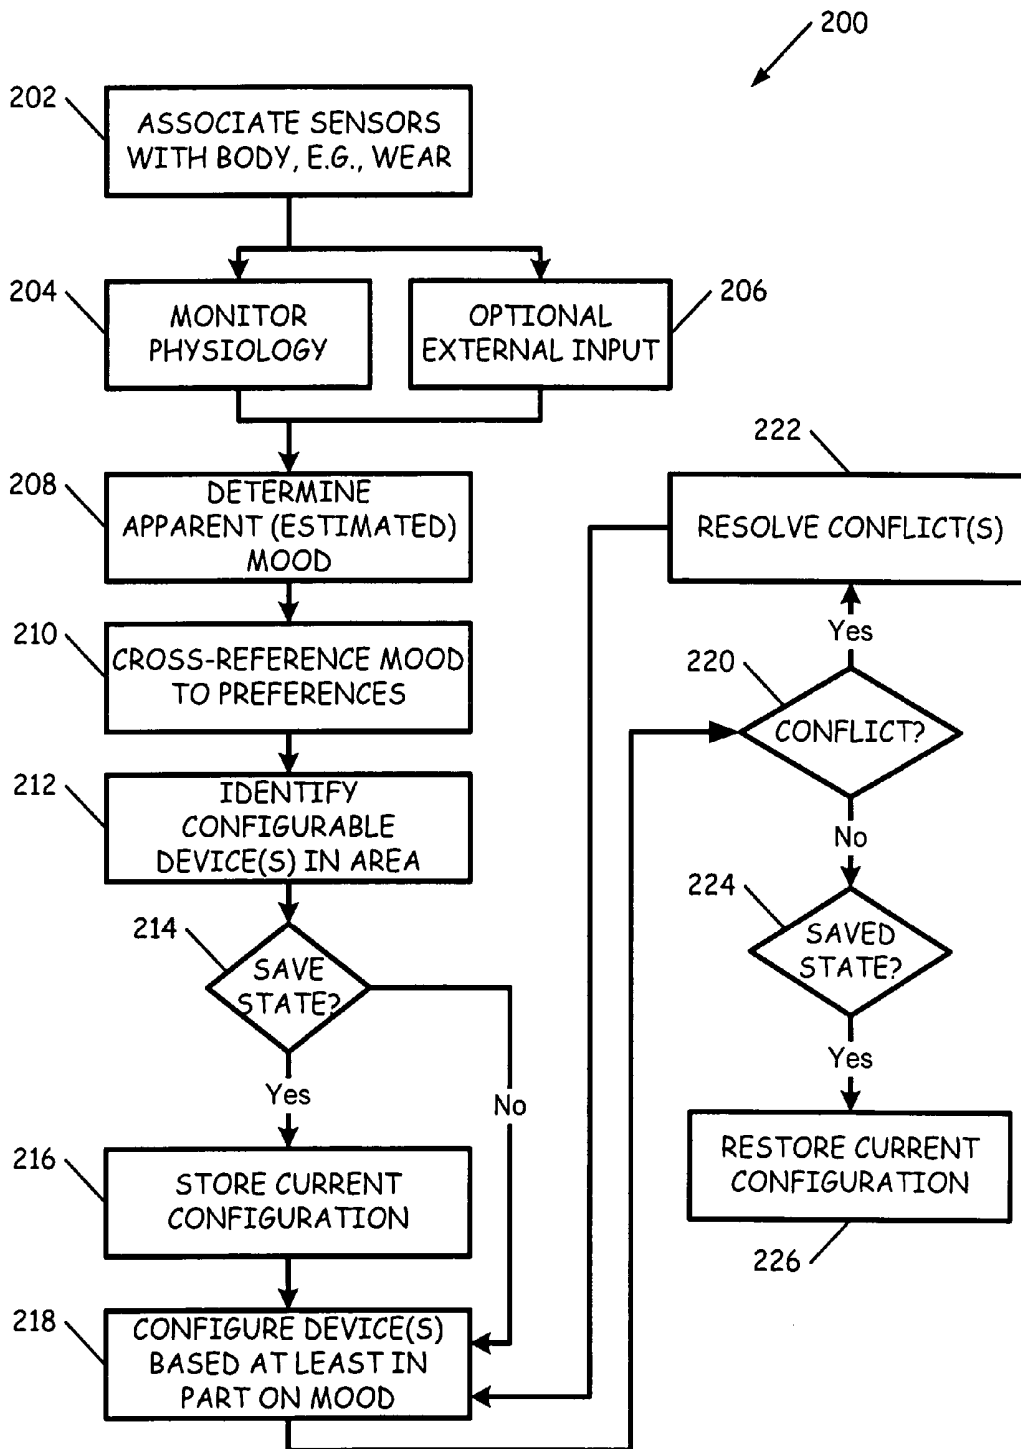 200
202
ASSOCIATE SENSORS
WITH BODY, E.G., WEAR
204
MONITOR
PHYSIOLOGY
206
OPTIONAL
EXTERNAL INPUT
208
DETERMINE
APPARENT (ESTIMATED)
MOOD
210
CROSS-REFERENCE MOOD
TO PREFERENCES
212
IDENTIFY
CONFIGURABLE
DEVICE(S) IN AREA
214
SAVE
STATE?
Yes
No
216
STORE CURRENT
CONFIGURATION
218
CONFIGURE DEVICE(S)
BASED AT LEAST IN
PART ON MOOD
222
RESOLVE CONFLICT(S)
Yes
220
CONFLICT?
No
224
SAVED
STATE?
Yes
RESTORE CURRENT
CONFIGURATION
226